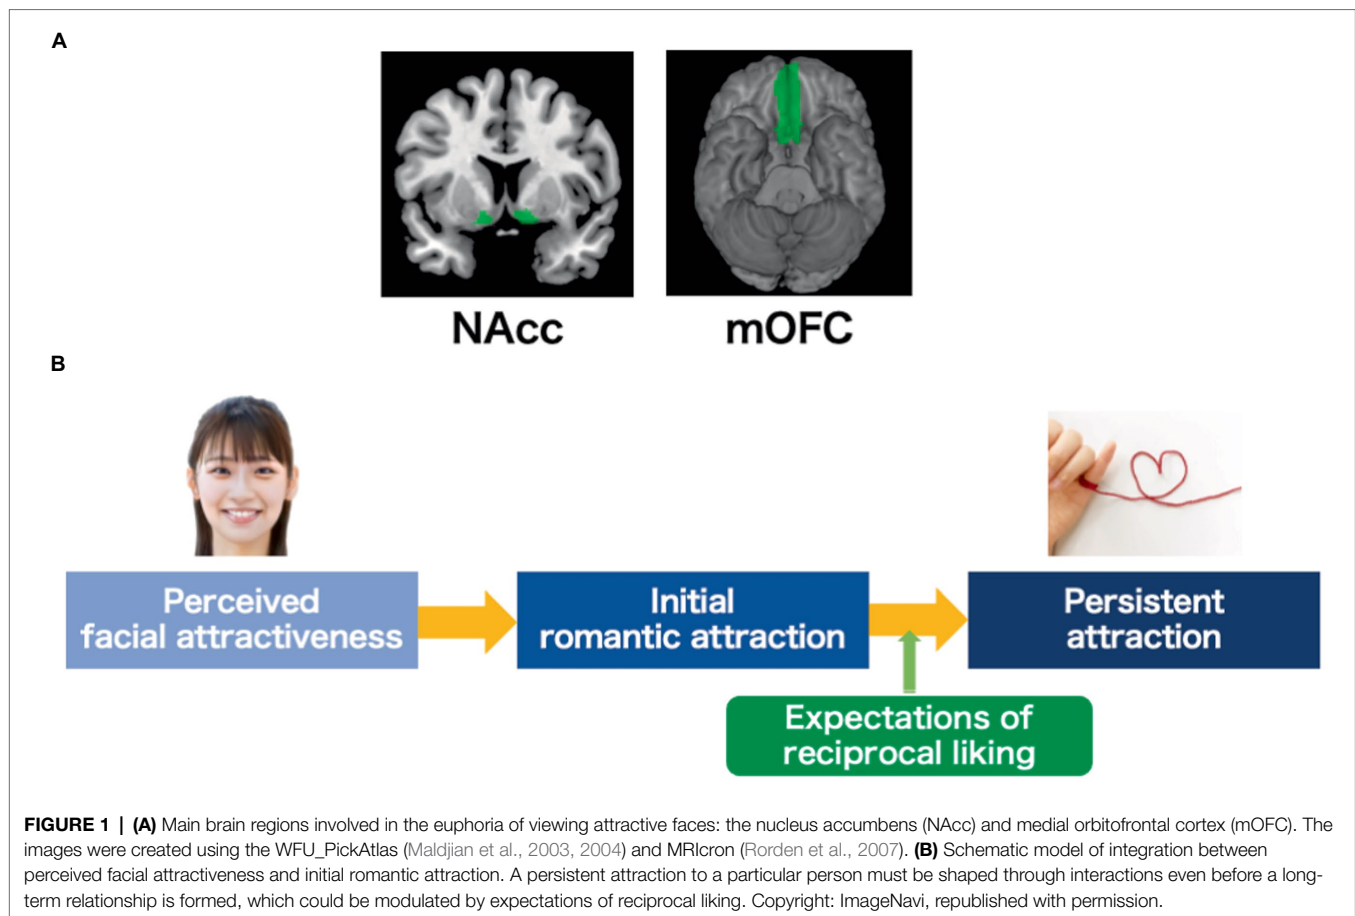 A
NAcc
mOFC
B
Perceived
facial attractiveness
Initial
romantic attraction
Persistent
attraction
Expectations of
reciprocal liking
FIGURE 1 | (A) Main brain regions involved in the euphoria of viewing attractive faces: the nucleus accumbens (NAcc) and medial orbitofrontal cortex (mOFC). The
images were created using the WFU_PickAtlas (Maldjian et al., 2003, 2004) and MRIcron (Rorden et al., 2007). (B) Schematic model of integration between
perceived facial attractiveness and initial romantic attraction. A persistent attraction to a particular person must be shaped through interactions even before a long-
term relationship is formed, which could be modulated by expectations of reciprocal liking. Copyright: ImageNavi, republished with permission.